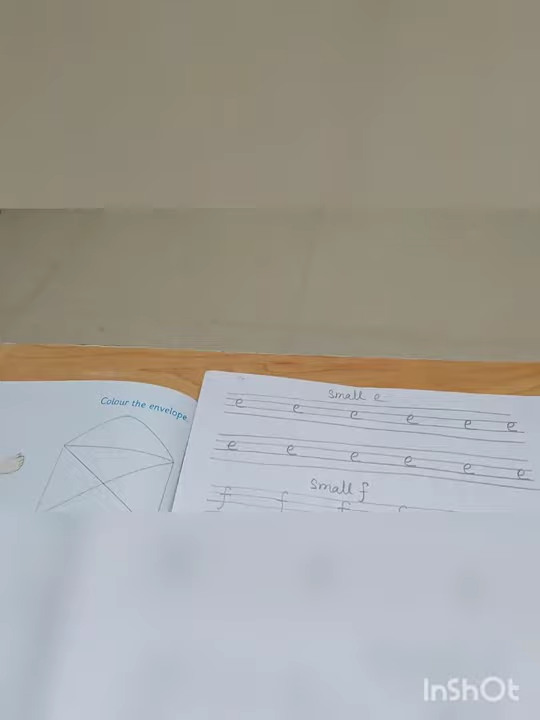 Colour the envelope.
small e
e e e e e e
e e e e e e
small f
f f f
InShOt